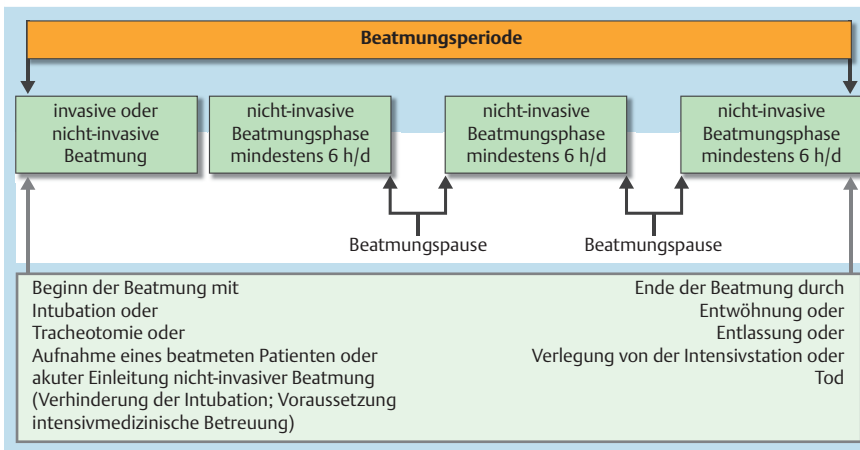 Beatmungsperiode
invasive oder
nicht-invasive
Beatmung
nicht-invasive
Beatmungsphase
mindestens 6 h/d
nicht-invasive
Beatmungsphase
mindestens 6 h/d
nicht-invasive
Beatmungsphase
mindestens 6 h/d
Beatmungspause
Beatmungspause
Beginn der Beatmung mit
Intubation oder
Tracheotomie oder
Aufnahme eines beatmeten Patienten oder
akuter Einleitung nicht-invasiver Beatmung
(Verhinderung der Intubation; Voraussetzung
intensivmedizinische Betreuung)
Ende der Beatmung durch
Entwöhnung oder
Entlassung oder
Verlegung von der Intensivstation oder
Tod